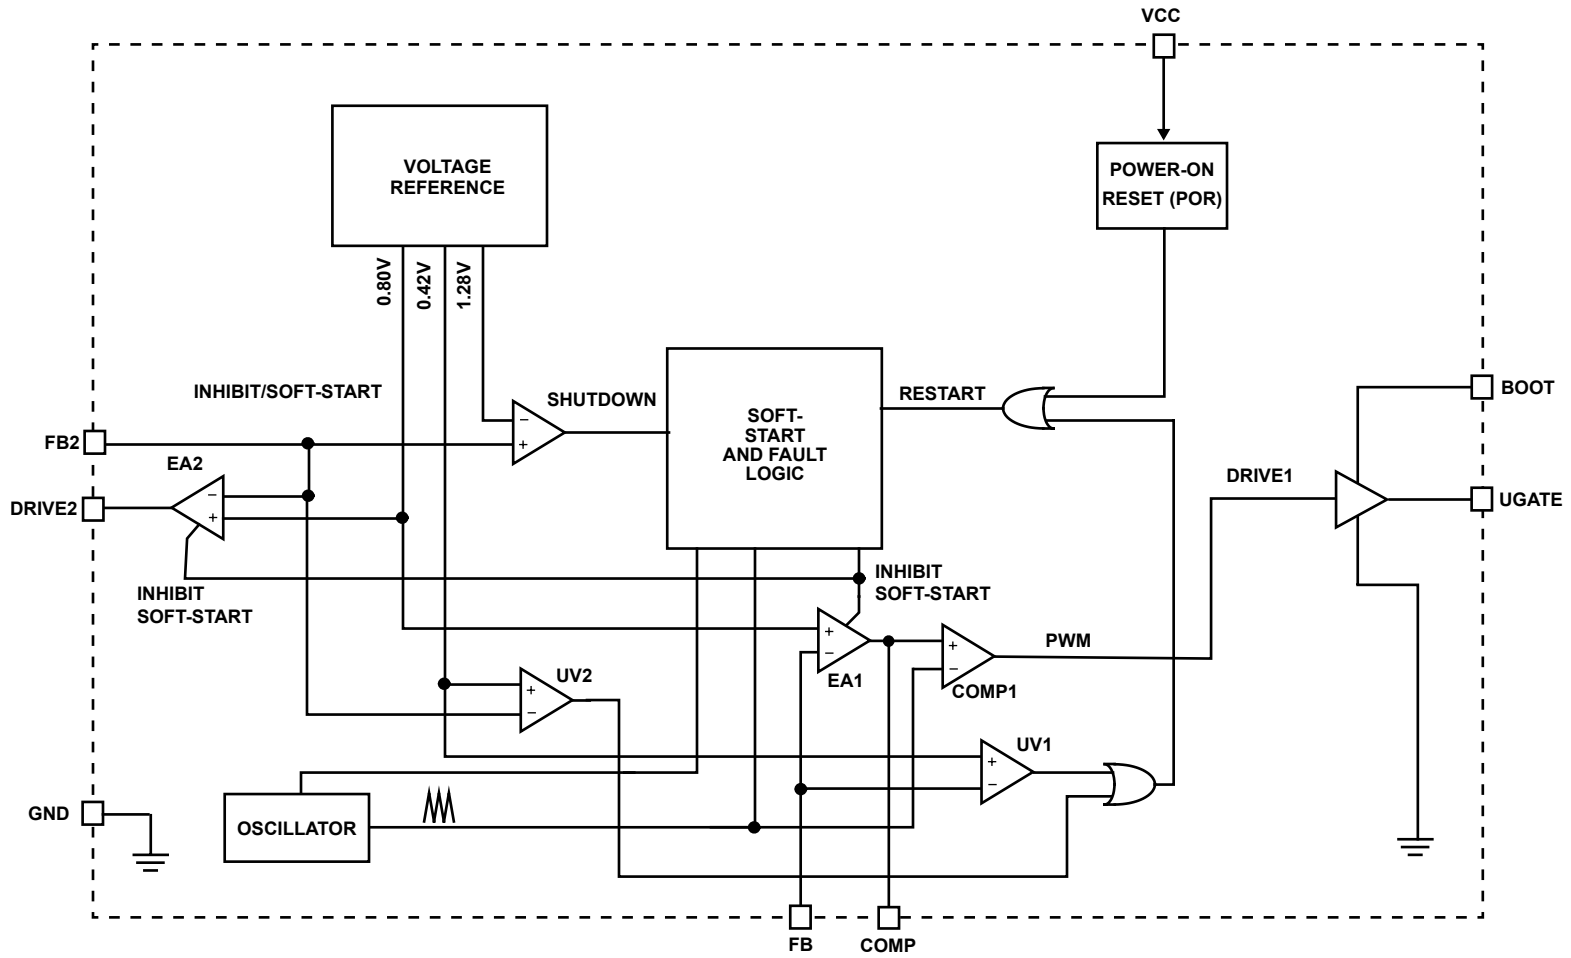 VCC
VOLTAGE
REFERENCE
POWER-ON
RESET (POR)
0.80V
0.42V
1.28V
INHIBIT/SOFT-START
SHUTDOWN
SOFT-
START
AND FAULT
LOGIC
RESTART
BOOT
FB2
EA2
- +
- +
DRIVE2
DRIVE1
UGATE
INHIBIT
SOFT-START
INHIBIT
SOFT-START
+ -
EA1
+ -
COMP1
PWM
UV2
+ -
UV1
+ -
GND
OSCILLATOR
FB
COMP